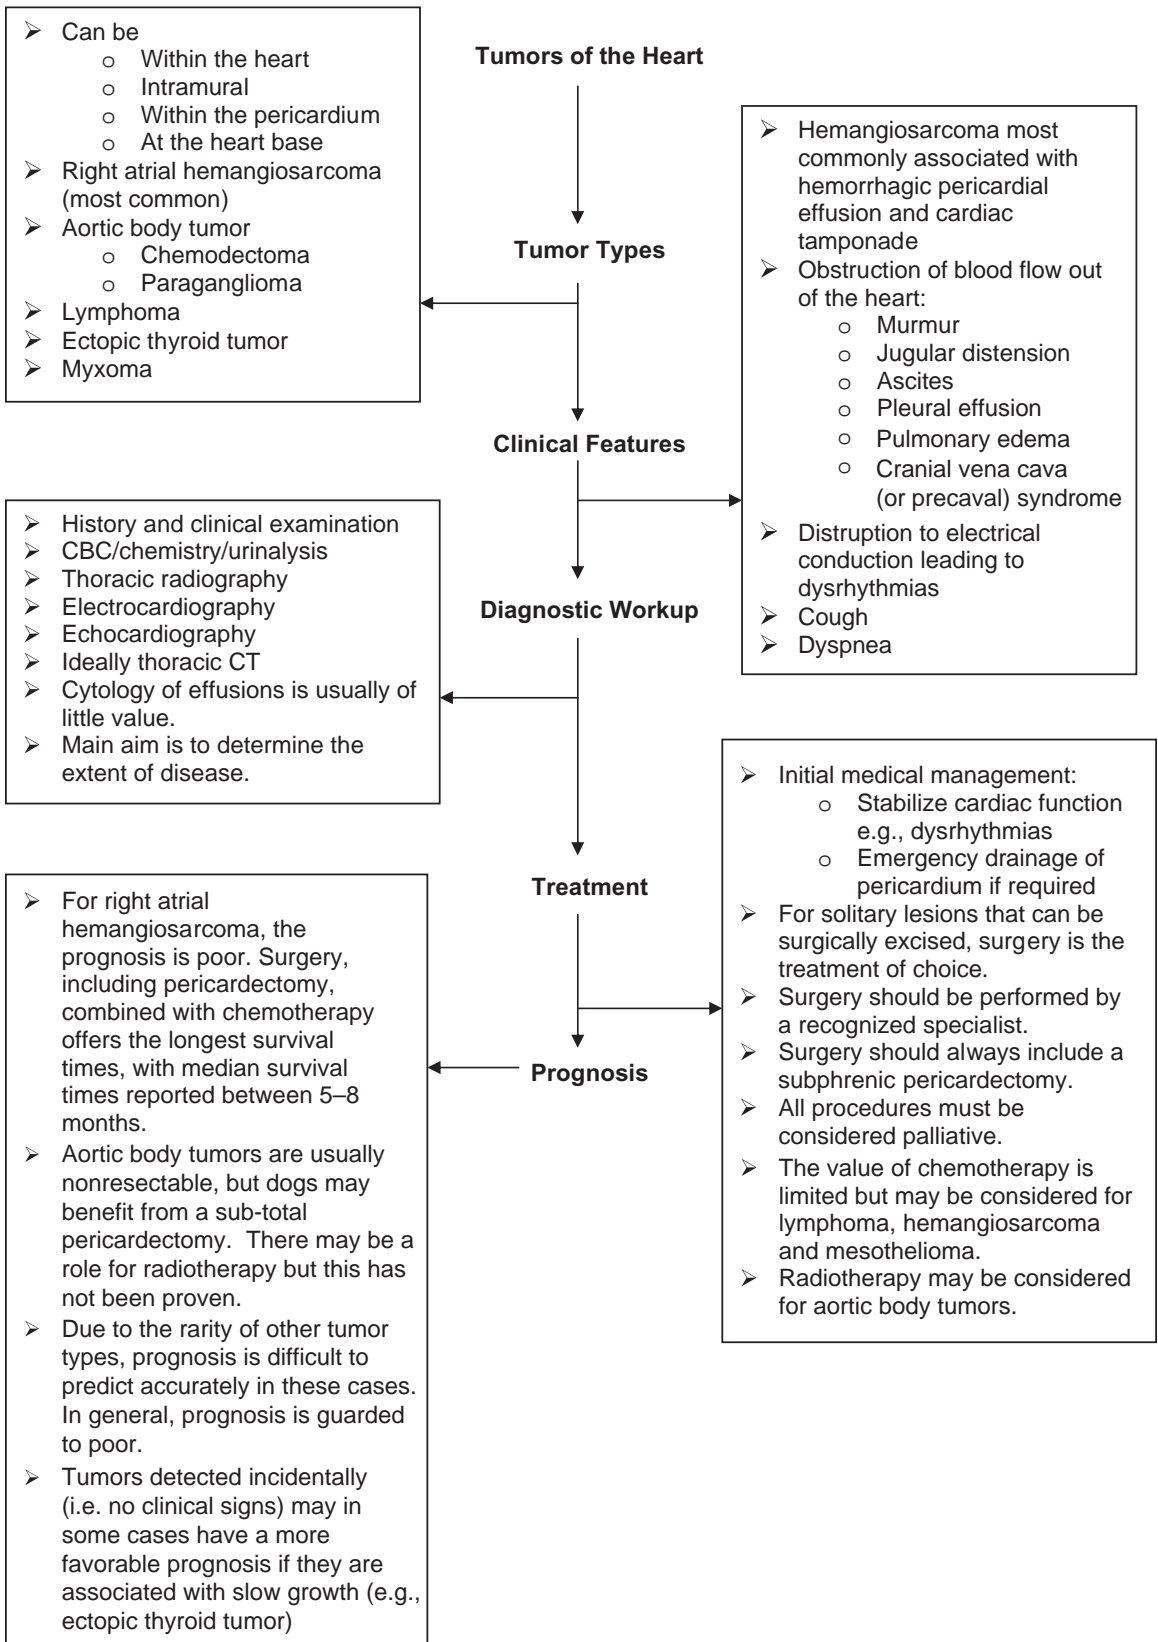 Tumors of the Heart
➢ Can be
o Within the heart
o Intramural
o Within the pericardium
o At the heart base
➢ Right atrial hemangiosarcoma
(most common)
➢ Aortic body tumor
o Chemodectoma
o Paraganglioma
➢ Lymphoma
➢ Ectopic thyroid tumor
➢ Myxoma
Tumor Types
➢ Hemangiosarcoma most
commonly associated with
hemorrhagic pericardial
effusion and cardiac
tamponade
➢ Obstruction of blood flow out
of the heart:
o Murmur
o Jugular distension
o Ascites
o Pleural effusion
o Pulmonary edema
o Cranial vena cava
(or precaval) syndrome
➢ Distruption to electrical
conduction leading to
dysrhythmias
➢ Cough
➢ Dyspnea
Clinical Features
➢ History and clinical examination
➢ CBC/chemistry/urinalysis
➢ Thoracic radiography
➢ Electrocardiography
➢ Echocardiography
➢ Ideally thoracic CT
➢ Cytology of effusions is usually of
little value.
➢ Main aim is to determine the
extent of disease.
Diagnostic Workup
➢ Initial medical management:
o Stabilize cardiac function
e.g., dysrhythmias
o Emergency drainage of
pericardium if required
➢ For solitary lesions that can be
surgically excised, surgery is the
treatment of choice.
➢ Surgery should be performed by
a recognized specialist.
➢ Surgery should always include a
subphrenic pericardectomy.
➢ All procedures must be
considered palliative.
➢ The value of chemotherapy is
limited but may be considered for
lymphoma, hemangiosarcoma
and mesothelioma.
➢ Radiotherapy may be considered
for aortic body tumors.
Treatment
➢ For right atrial
hemangiosarcoma, the
prognosis is poor. Surgery,
including pericardectomy,
combined with chemotherapy
offers the longest survival
times, with median survival
times reported between 5–8
months.
➢ Aortic body tumors are usually
nonresectable, but dogs may
benefit from a sub-total
pericardectomy. There may be a
role for radiotherapy but this has
not been proven.
➢ Due to the rarity of other tumor
types, prognosis is difficult to
predict accurately in these cases.
In general, prognosis is guarded
to poor.
➢ Tumors detected incidentally
(i.e. no clinical signs) may in
some cases have a more
favorable prognosis if they are
associated with slow growth (e.g.,
ectopic thyroid tumor)
Prognosis